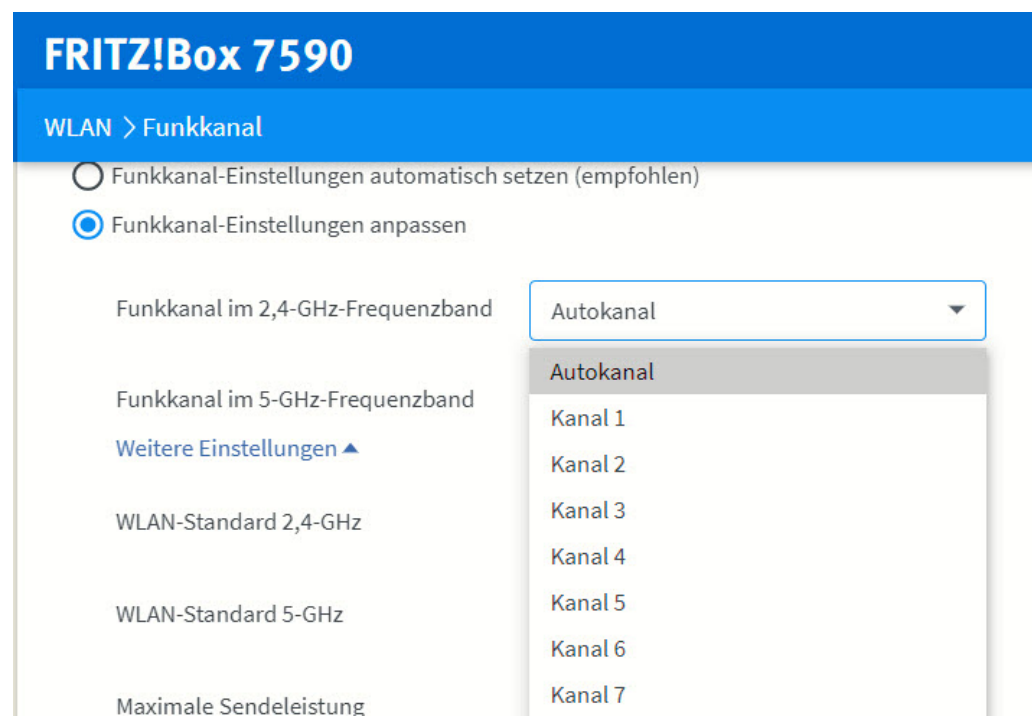 FRITZ!Box 7590
WLAN > Funkkanal
Funkkanal-Einstellungen automatisch setzen (empfohlen)
Funkkanal-Einstellungen anpassen
Funkkanal im 2,4-GHz-Frequenzband
Autokanal
Autokanal
Kanal 1
Kanal 2
Kanal 3
Kanal 4
Kanal 5
Kanal 6
Kanal 7
Funkkanal im 5-GHz-Frequenzband
Weitere Einstellungen
WLAN-Standard 2,4-GHz
WLAN-Standard 5-GHz
Maximale Sendeleistung